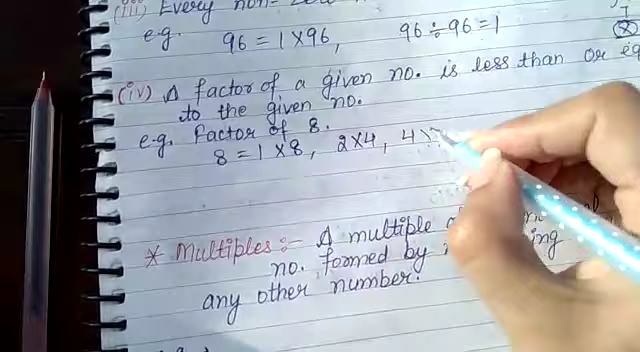 (iii) Every non-
e.g. 96 = 1 × 96, 96 ÷ 96 = 1
(iv) A factor of a given no. is less than or eq
to the given no.
e.g. Factor of 8.
8 = 1 × 8, 2×4, 4×
* Multiples :- A multiple
no. formed by ing
any other number.